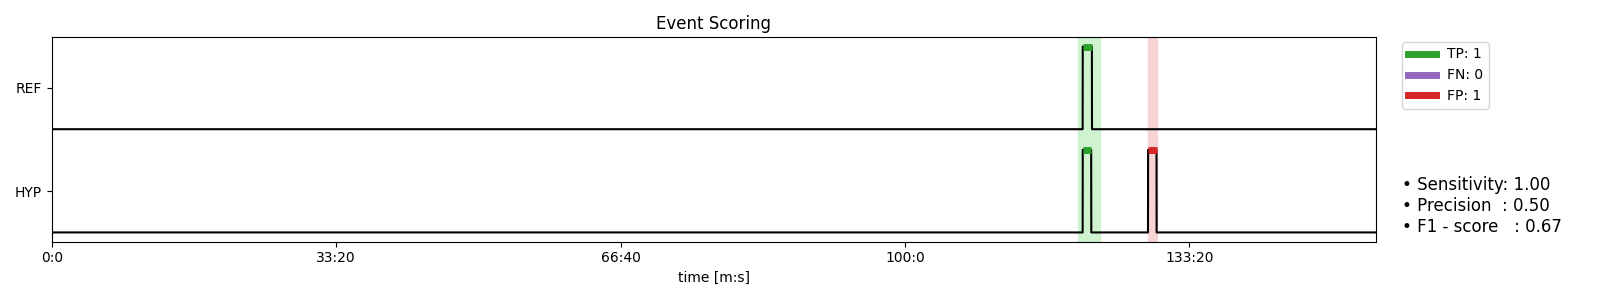 Event Scoring
REF
HYP
0:0
33:20
66:40
100:0
133:20
time [m:s]
TP: 1
FN: 0
FP: 1
• Sensitivity: 1.00
• Precision : 0.50
• F1 - score : 0.67